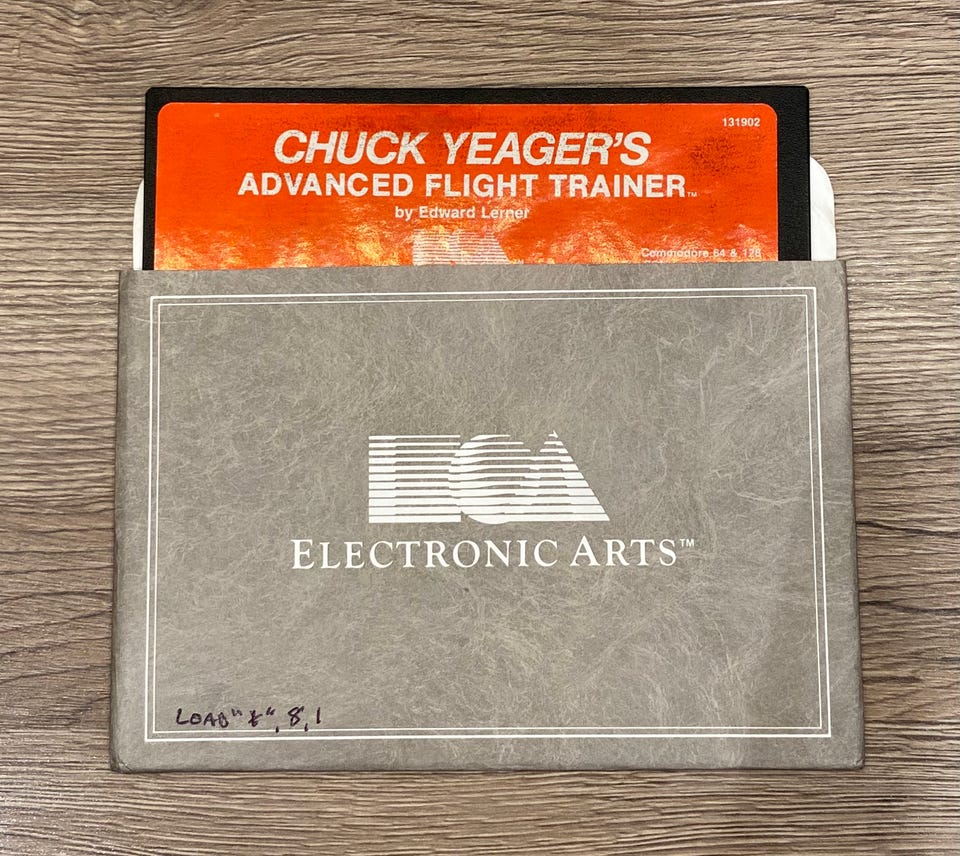 131902
CHUCK YEAGER'S
ADVANCED FLIGHT TRAINER™
by Edward Lerner
Commodore 64 & 128
ELECTRONIC ARTS™
LOAD"*",8,1